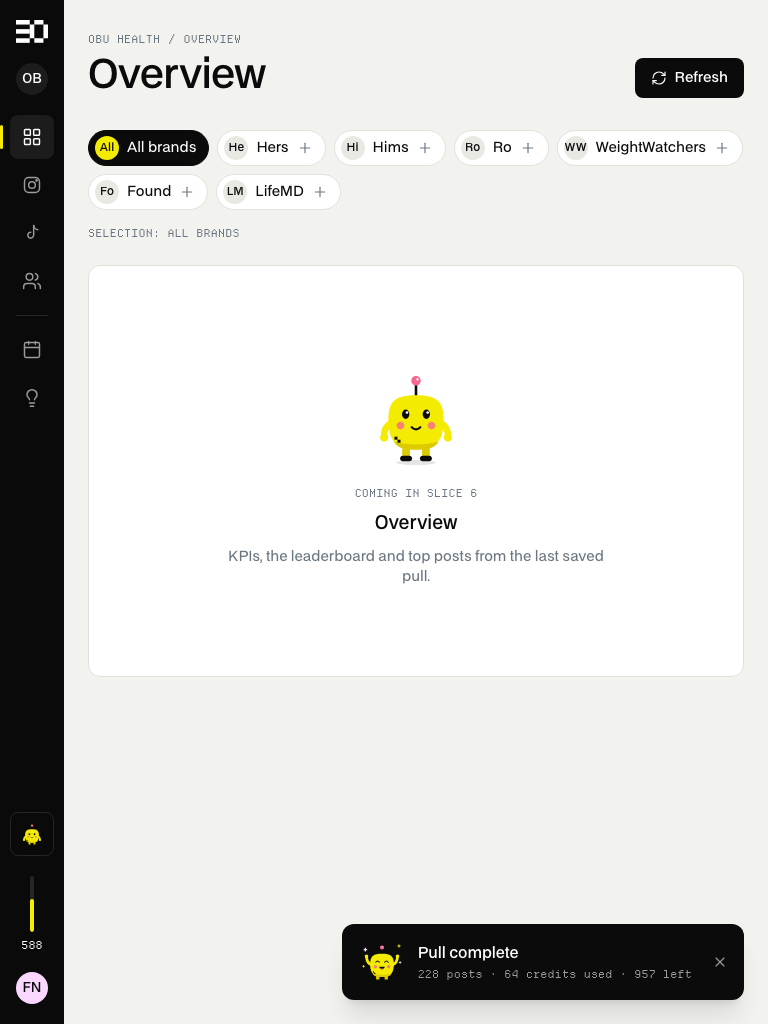 OB
OBU HEALTH / OVERVIEW
Overview
Refresh
All All brands
He Hers
Hi Hims
Ro Ro
WW WeightWatchers
Fo Found
LM LifeMD
SELECTION: ALL BRANDS
COMING IN SLICE 6
Overview
KPIs, the leaderboard and top posts from the last saved
pull.
588
FN
Pull complete
228 posts · 64 credits used · 957 left